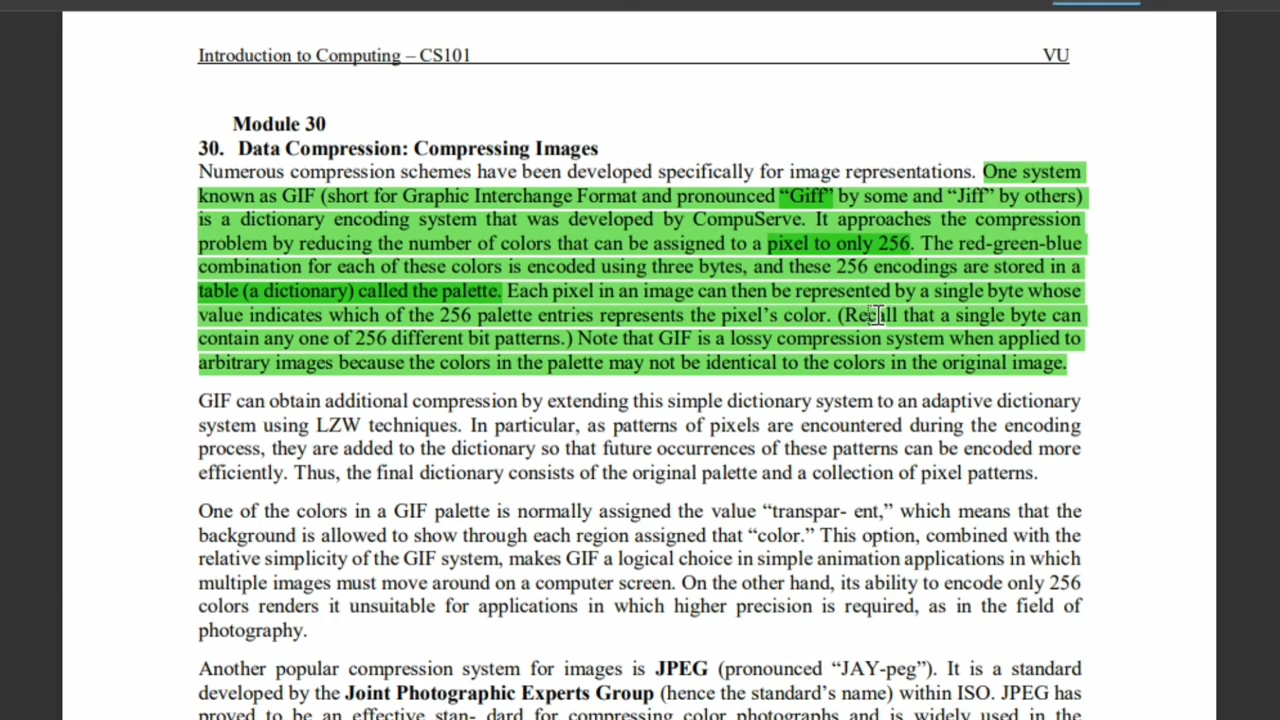 Introduction to Computing – CS101 VU
Module 30
30. Data Compression: Compressing Images
Numerous compression schemes have been developed specifically for image representations. One system
known as GIF (short for Graphic Interchange Format and pronounced “Giff” by some and “Jiff” by others)
is a dictionary encoding system that was developed by CompuServe. It approaches the compression
problem by reducing the number of colors that can be assigned to a pixel to only 256. The red-green-blue
combination for each of these colors is encoded using three bytes, and these 256 encodings are stored in a
table (a dictionary) called the palette. Each pixel in an image can then be represented by a single byte whose
value indicates which of the 256 palette entries represents the pixel’s color. (Recall that a single byte can
contain any one of 256 different bit patterns.) Note that GIF is a lossy compression system when applied to
arbitrary images because the colors in the palette may not be identical to the colors in the original image.
GIF can obtain additional compression by extending this simple dictionary system to an adaptive dictionary
system using LZW techniques. In particular, as patterns of pixels are encountered during the encoding
process, they are added to the dictionary so that future occurrences of these patterns can be encoded more
efficiently. Thus, the final dictionary consists of the original palette and a collection of pixel patterns.
One of the colors in a GIF palette is normally assigned the value “transpar- ent,” which means that the
background is allowed to show through each region assigned that “color.” This option, combined with the
relative simplicity of the GIF system, makes GIF a logical choice in simple animation applications in which
multiple images must move around on a computer screen. On the other hand, its ability to encode only 256
colors renders it unsuitable for applications in which higher precision is required, as in the field of
photography.
Another popular compression system for images is JPEG (pronounced “JAY-peg”). It is a standard
developed by the Joint Photographic Experts Group (hence the standard’s name) within ISO. JPEG has
proved to be an effective stan- dard for compressing color photographs and is widely used in the